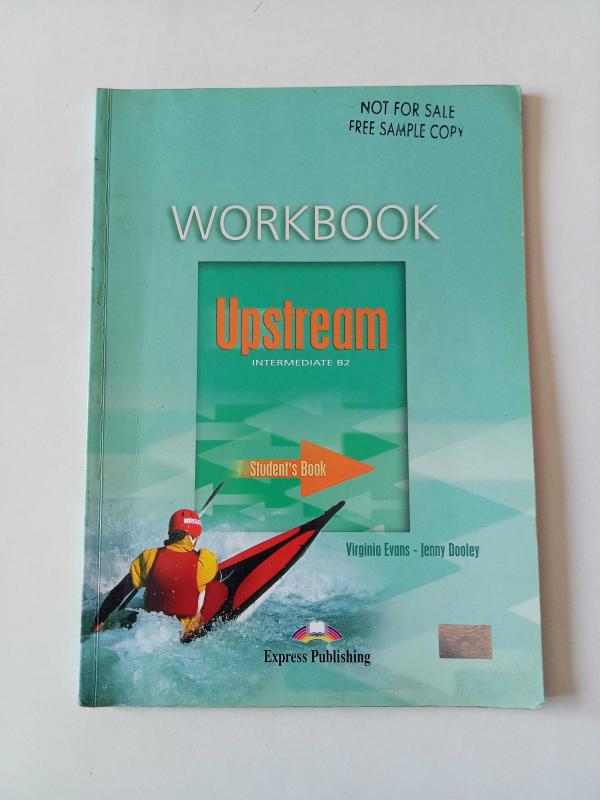 NOT FOR SALE
FREE SAMPLE COPY
WORKBOOK
Upstream
INTERMEDIATE B2
Student's Book
Virginia Evans - Jenny Dooley
Express Publishing